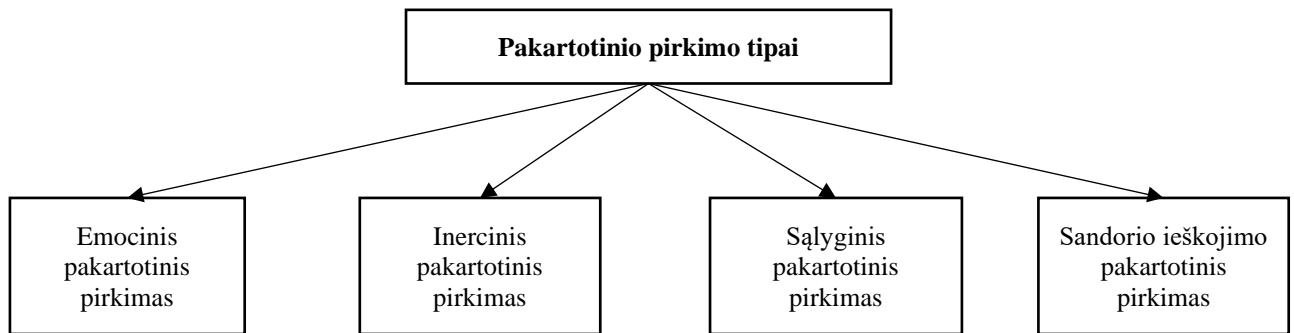 Pakartotinio pirkimo tipai
Emocinis
pakartotinis
pirkimas
Inercinis
pakartotinis
pirkimas
Sąlyginis
pakartotinis
pirkimas
Sandorio ieškojimo
pakartotinis
pirkimas